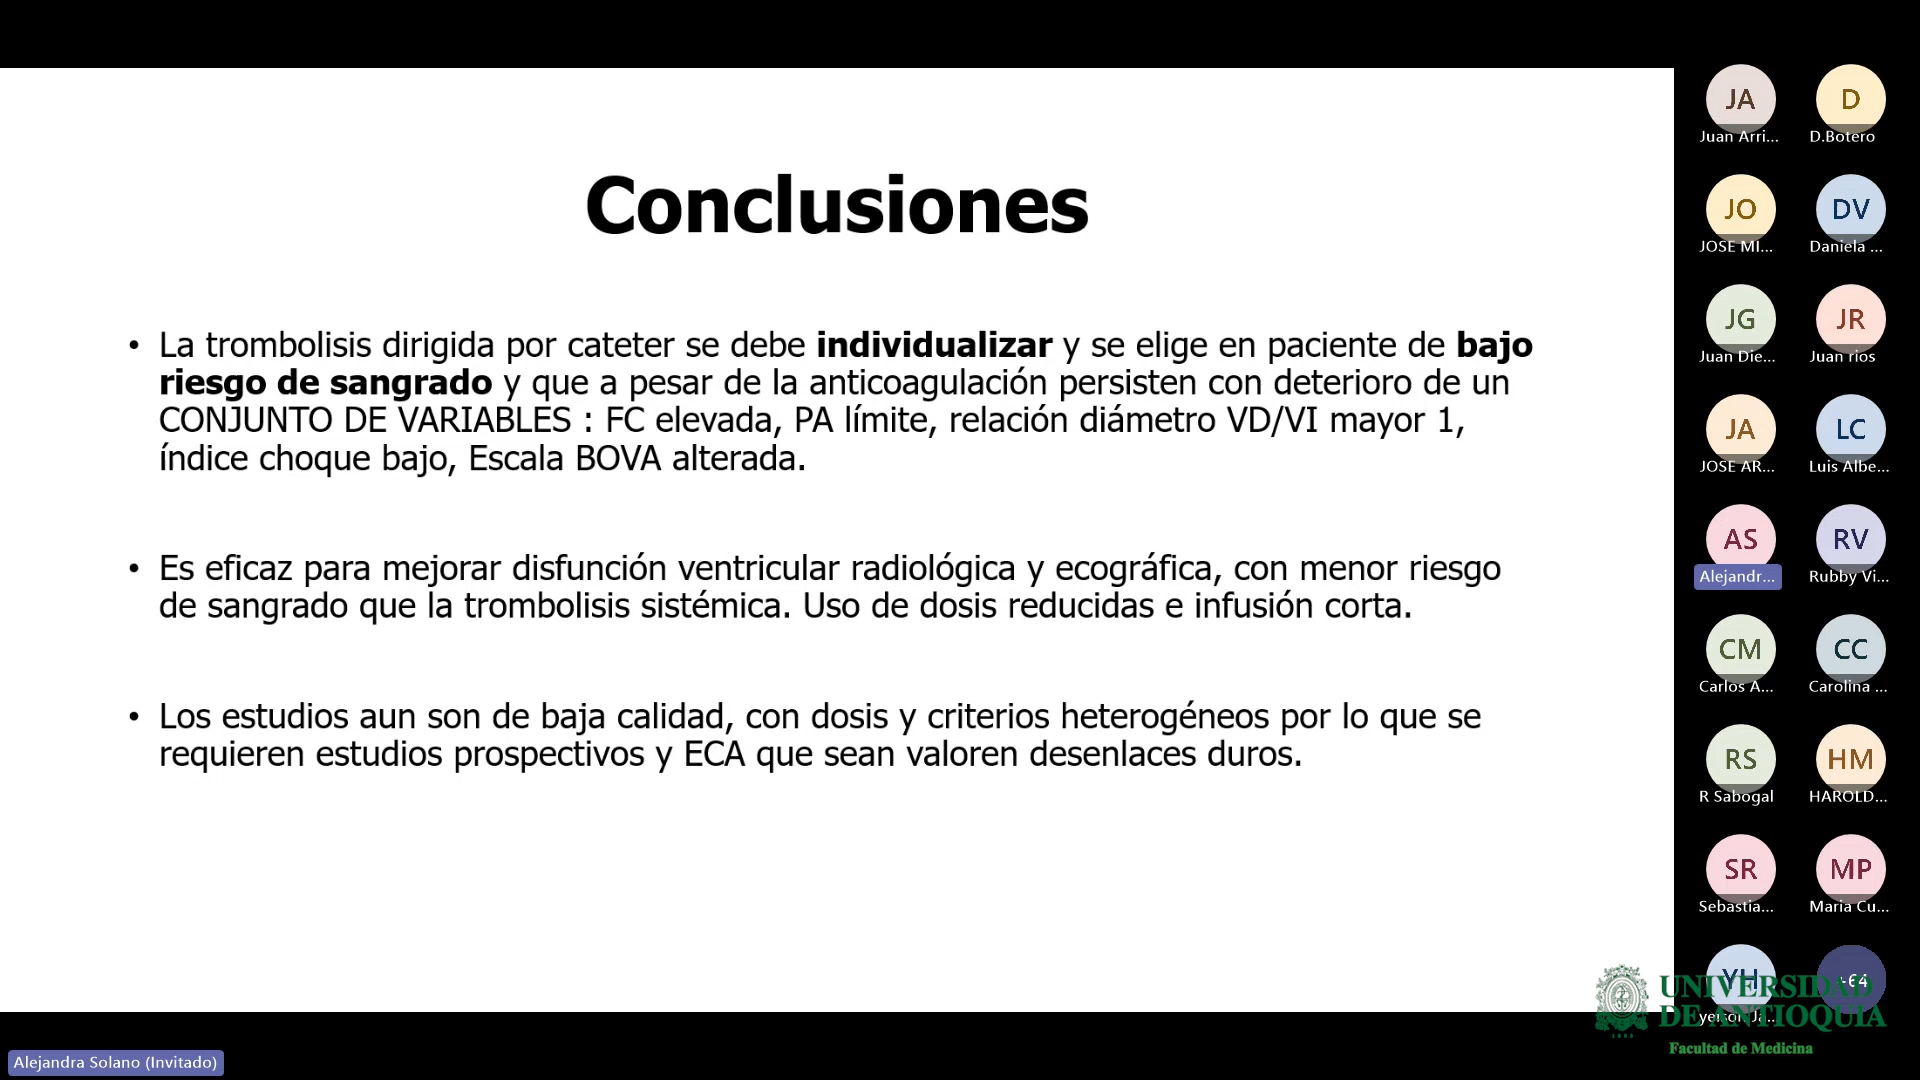 Conclusiones
• La trombolisis dirigida por cateter se debe individualizar y se elige en paciente de bajo
riesgo de sangrado y que a pesar de la anticoagulación persisten con deterioro de un
CONJUNTO DE VARIABLES : FC elevada, PA límite, relación diámetro VD/VI mayor 1,
índice choque bajo, Escala BOVA alterada.
• Es eficaz para mejorar disfunción ventricular radiológica y ecográfica, con menor riesgo
de sangrado que la trombolisis sistémica. Uso de dosis reducidas e infusión corta.
• Los estudios aun son de baja calidad, con dosis y criterios heterogéneos por lo que se
requieren estudios prospectivos y ECA que sean valoren desenlaces duros.
JA D
Juan Arri... D.Botero
JO DV
JOSE MI... Daniela ...
JG JR
Juan Die... Juan rios
JA LC
JOSE AR... Luis Albe...
AS RV
Alejandr... Rubby Vi...
CM CC
Carlos A... Carolina ...
RS HM
R Sabogal HAROLD...
SR MP
Sebastia... Maria Cu...
YH +64
UNIVERSIDAD
DE ANTIOQUIA
Facultad de Medicina
Alejandra Solano (Invitado)